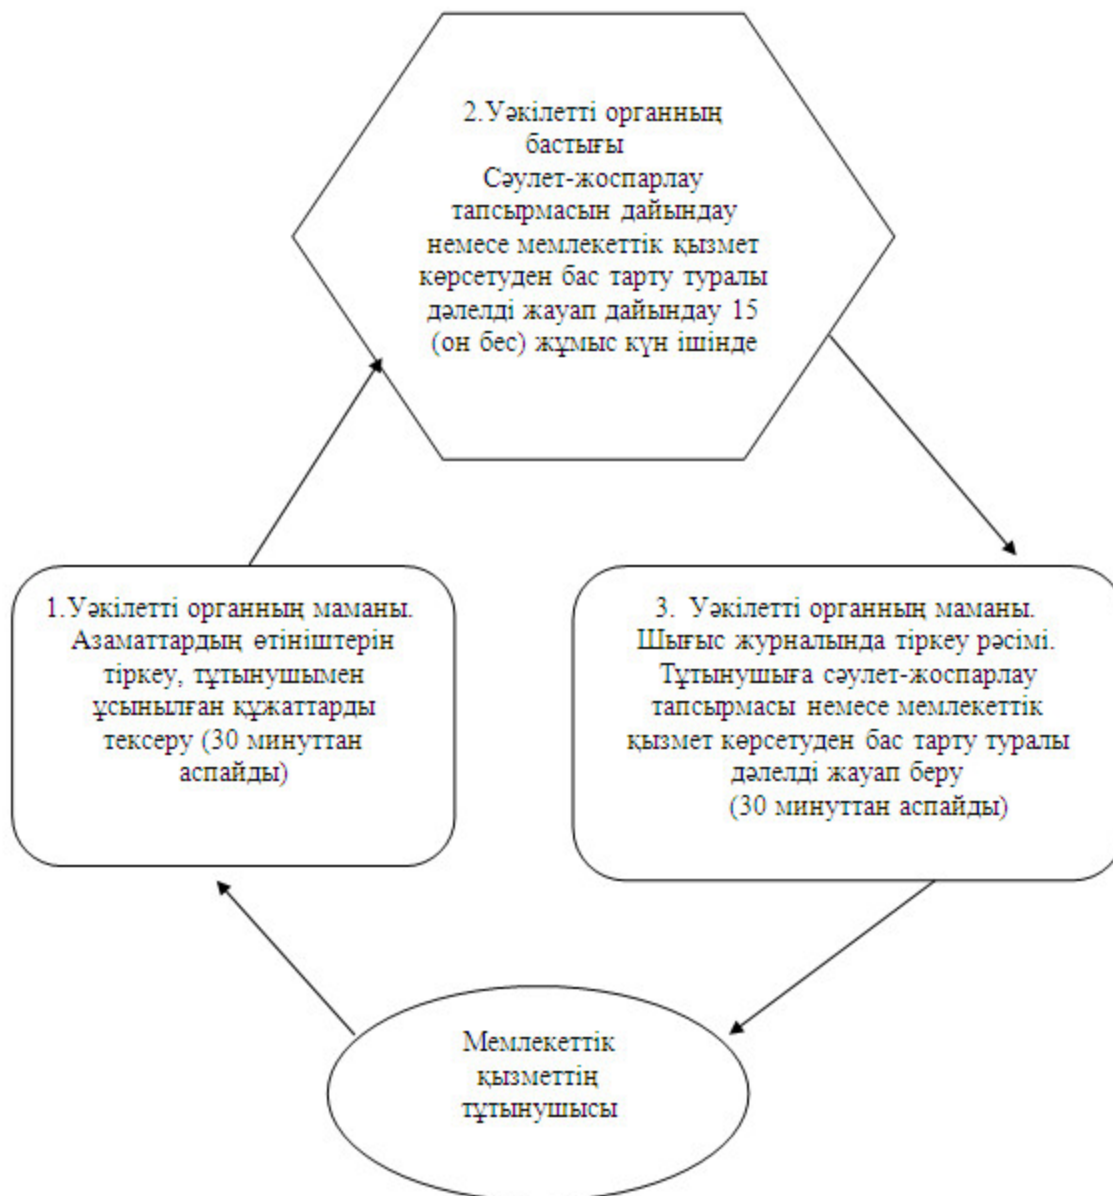 2.Уәкілетті органның
бастығы
Сәулет-жоспарлау
тапсырмасын дайындау
немесе мемлекеттік қызмет
көрсетуден бас тарту туралы
дәлелді жауап дайындау 15
(он бес) жұмыс күн ішінде
1.Уәкілетті органның маманы.
Азаматтардың өтініштерін
тіркеу, тұтынушымен
ұсынылған құжаттарды
тексеру (30 минуттан
аспайды)
3. Уәкілетті органның маманы.
Шығыс журналында тіркеу рәсімі.
Тұтынушыға сәулет-жоспарлау
тапсырмасы немесе мемлекеттік
қызмет көрсетуден бас тарту туралы
дәлелді жауап беру
(30 минуттан аспайды)
Мемлекеттік
қызметтің
тұтынушысы